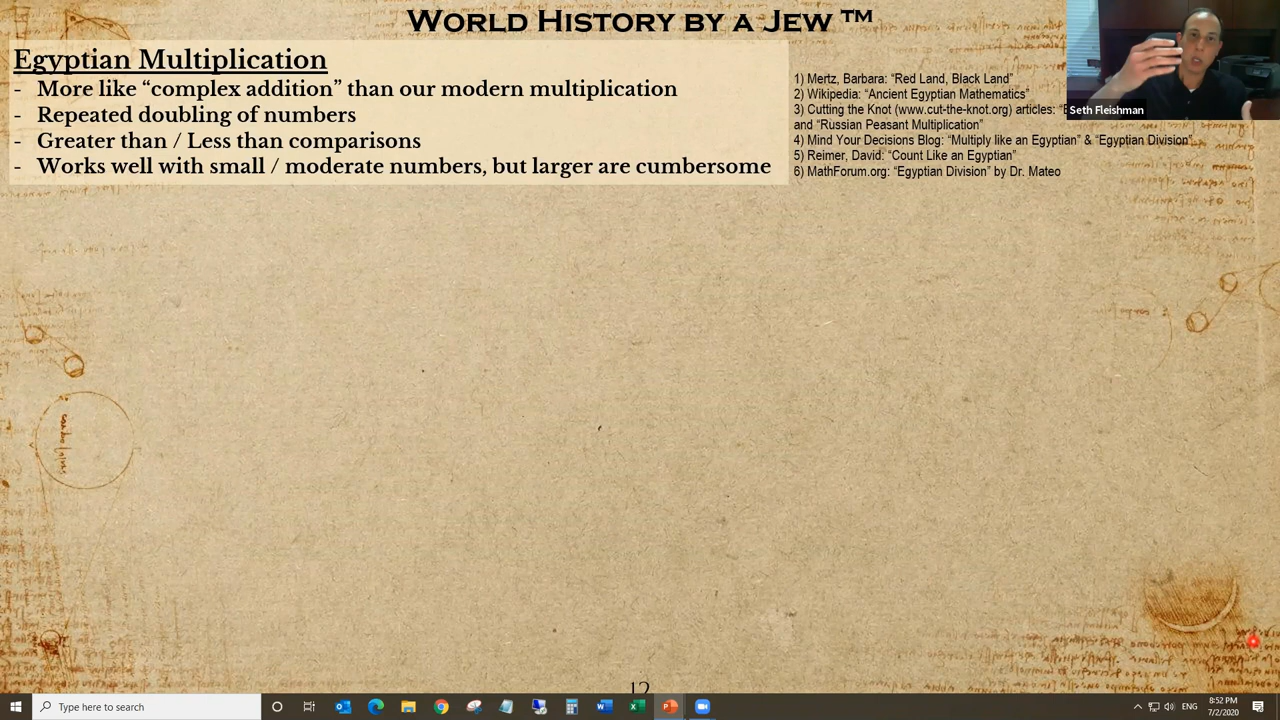 World History by a Jew ™
Egyptian Multiplication
- More like “complex addition” than our modern multiplication
- Repeated doubling of numbers
- Greater than / Less than comparisons
- Works well with small / moderate numbers, but larger are cumbersome
1) Mertz, Barbara: “Red Land, Black Land”
2) Wikipedia: “Ancient Egyptian Mathematics”
3) Cutting the Knot (www.cut-the-knot.org) articles:
and “Russian Peasant Multiplication”
4) Mind Your Decisions Blog: “Multiply like an Egyptian” & “Egyptian Division”
5) Reimer, David: “Count Like an Egyptian”
6) MathForum.org: “Egyptian Division” by Dr. Mateo
Seth Fleishman
12
Type here to search
ENG
8:52 PM
7/2/2020